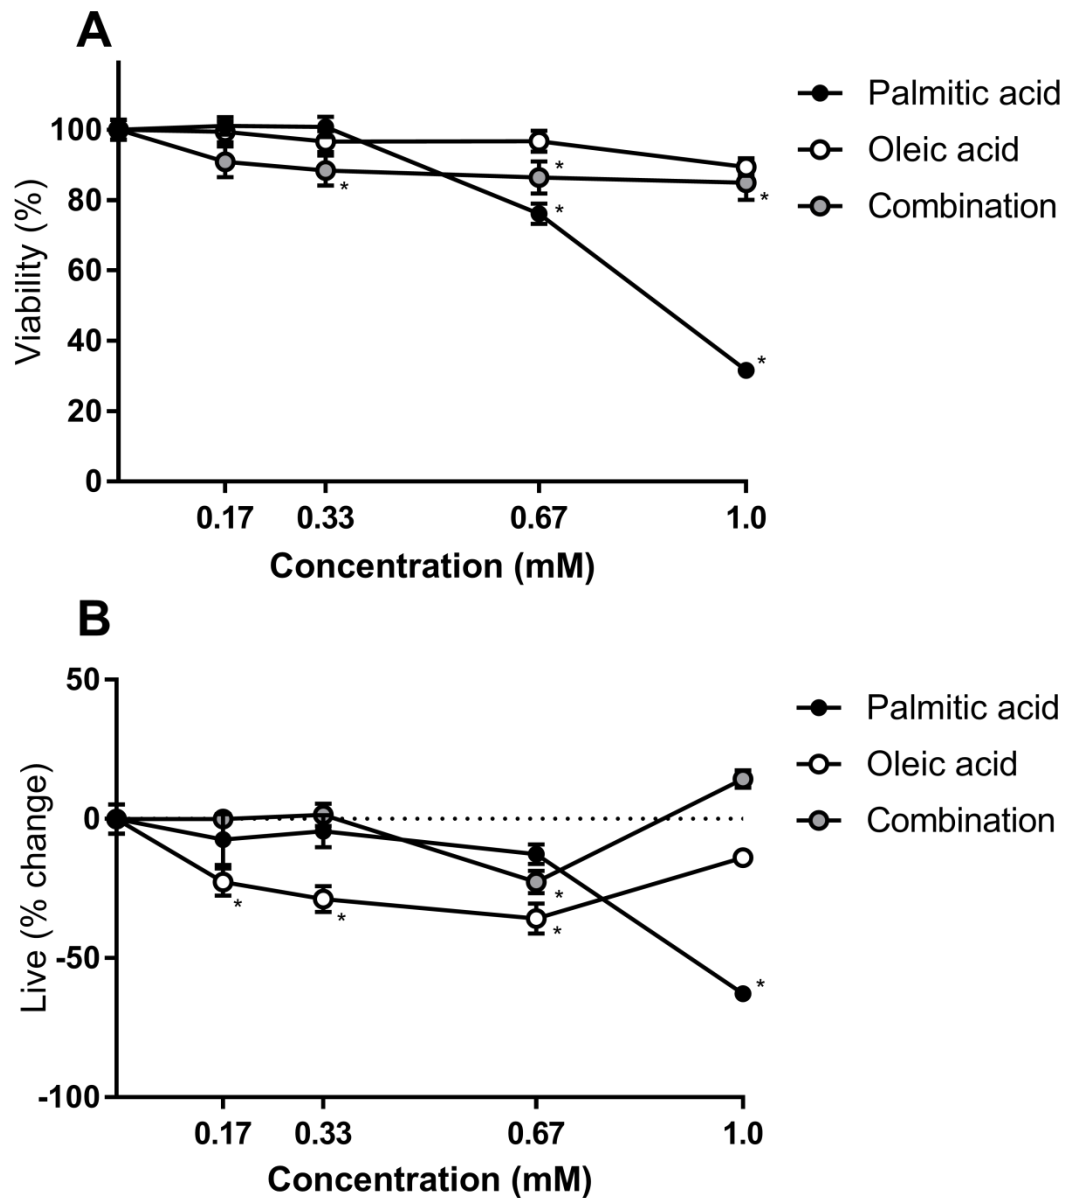 A
Viability (%)
100
80
60
40
20
0
0.17 0.33 0.67 1.0
Concentration (mM)
Palmitic acid
Oleic acid
Combination
*
*
*
*
*
B
Live (% change)
50
0
-50
-100
0.17 0.33 0.67 1.0
Concentration (mM)
Palmitic acid
Oleic acid
Combination
*
*
*
*
*